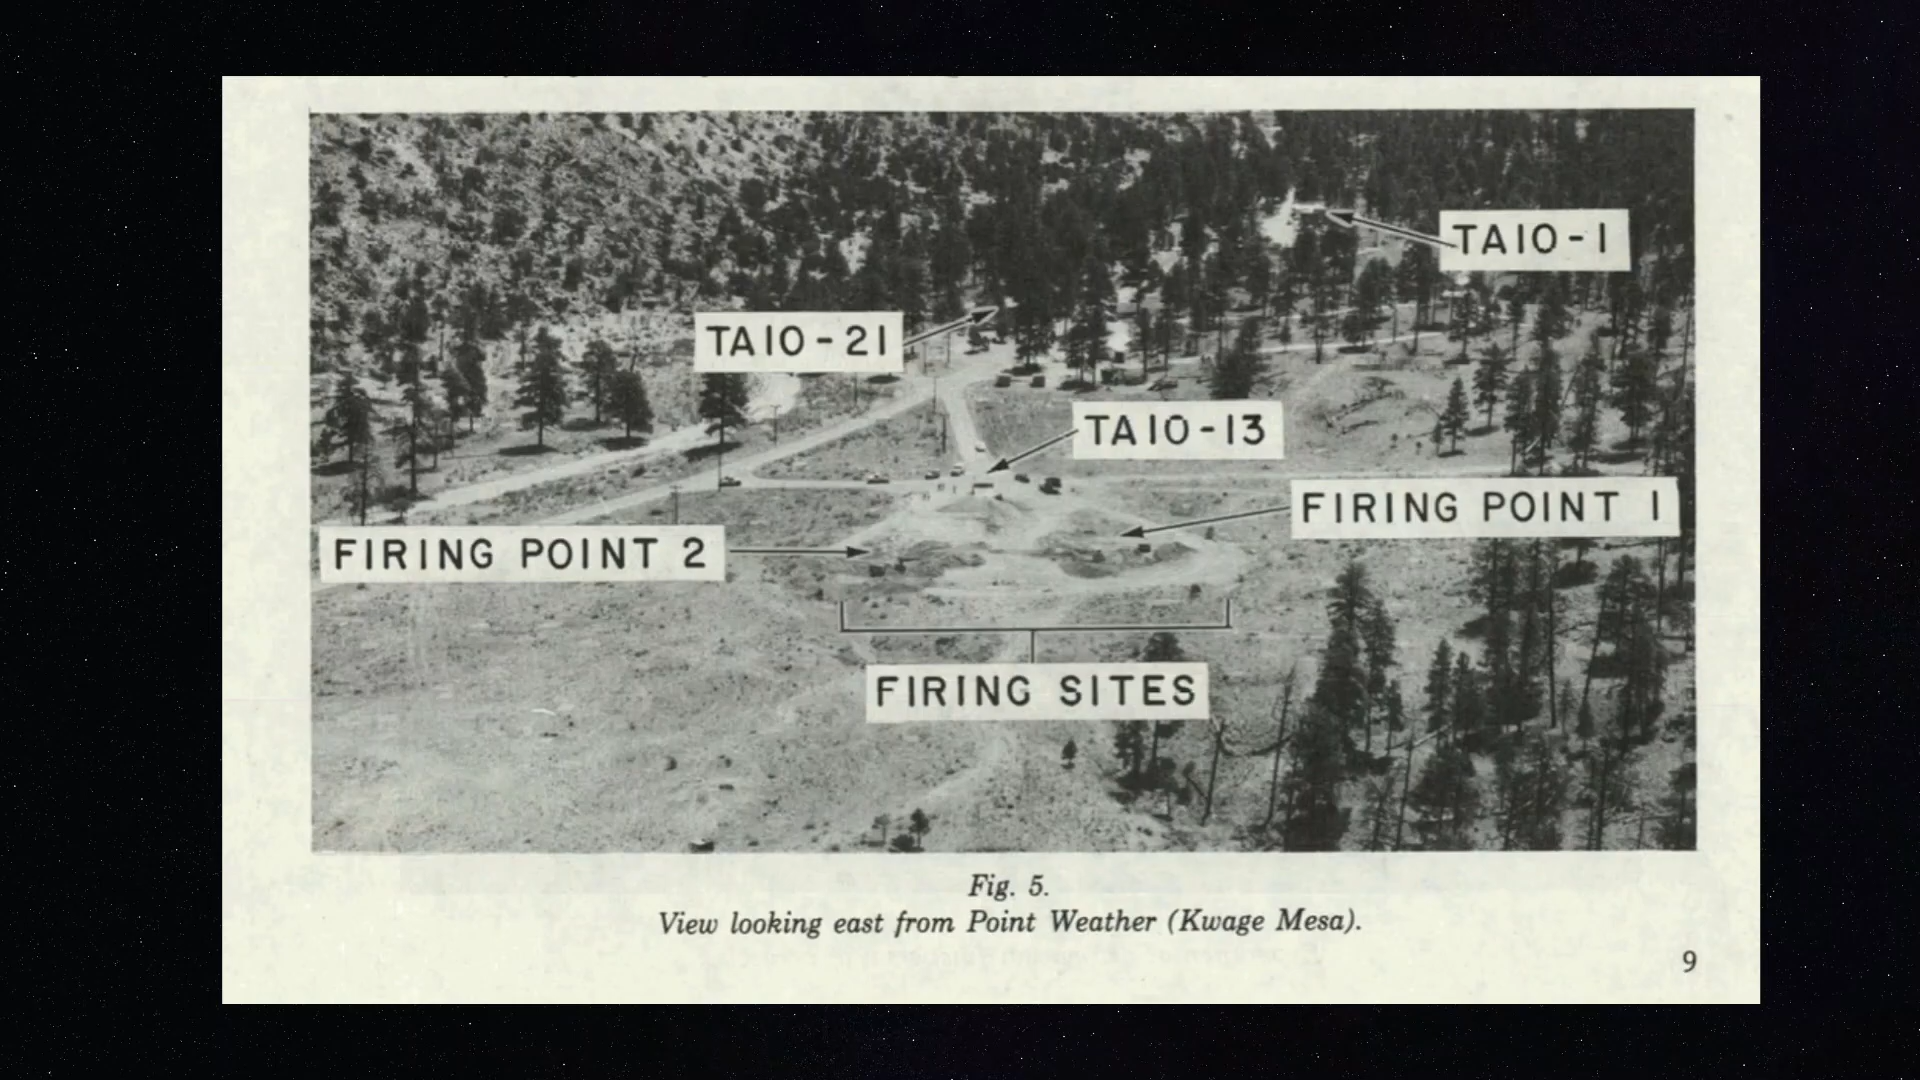 TA10-1
TA10-21
TA10-13
FIRING POINT 1
FIRING POINT 2
FIRING SITES
Fig. 5.
View looking east from Point Weather (Kwage Mesa).
9